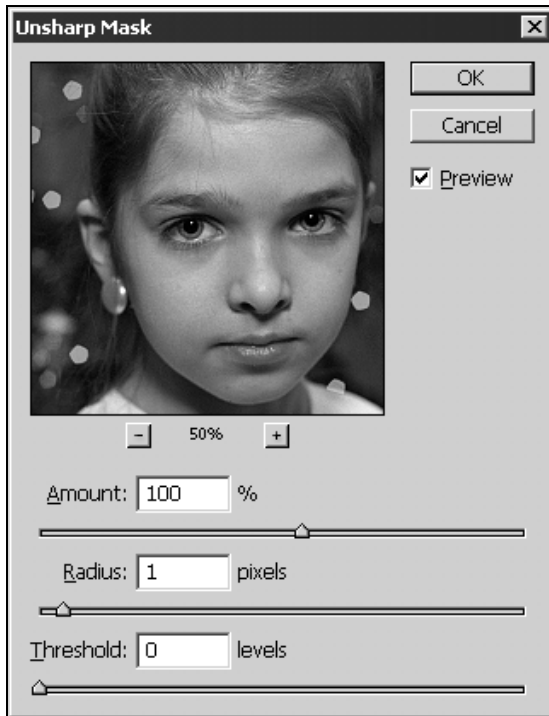 Unsharp Mask
OK
Cancel
Preview
- 50% +
Amount: 100 %
Radius: 1 pixels
Threshold: 0 levels